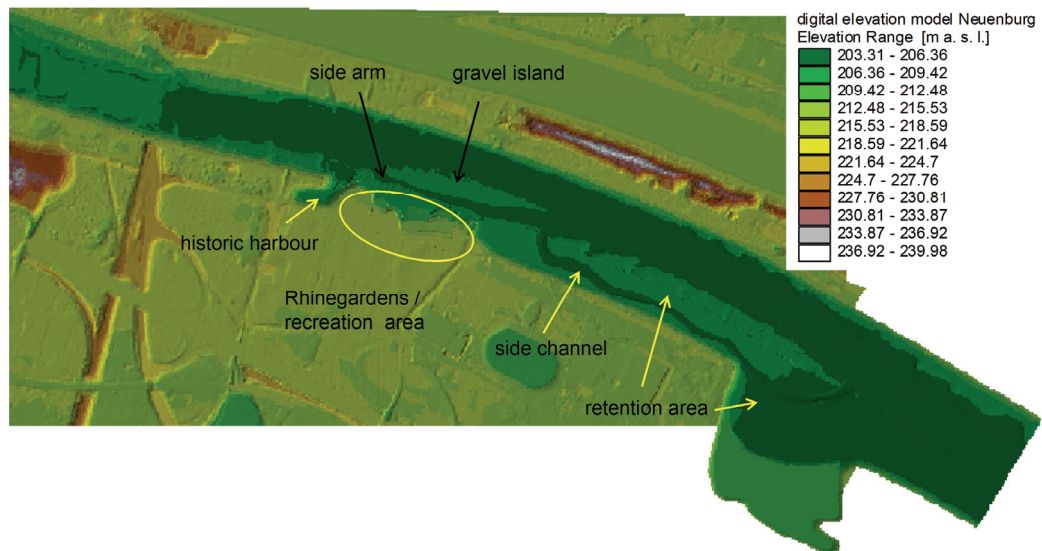 digital elevation model Neuenburg
Elevation Range [m a. s. l.]
203.31 - 206.36
206.36 - 209.42
209.42 - 212.48
212.48 - 215.53
215.53 - 218.59
218.59 - 221.64
221.64 - 224.7
224.7 - 227.76
227.76 - 230.81
230.81 - 233.87
233.87 - 236.92
236.92 - 239.98
side arm
gravel island
historic harbour
Rhinegardens /
recreation area
side channel
retention area